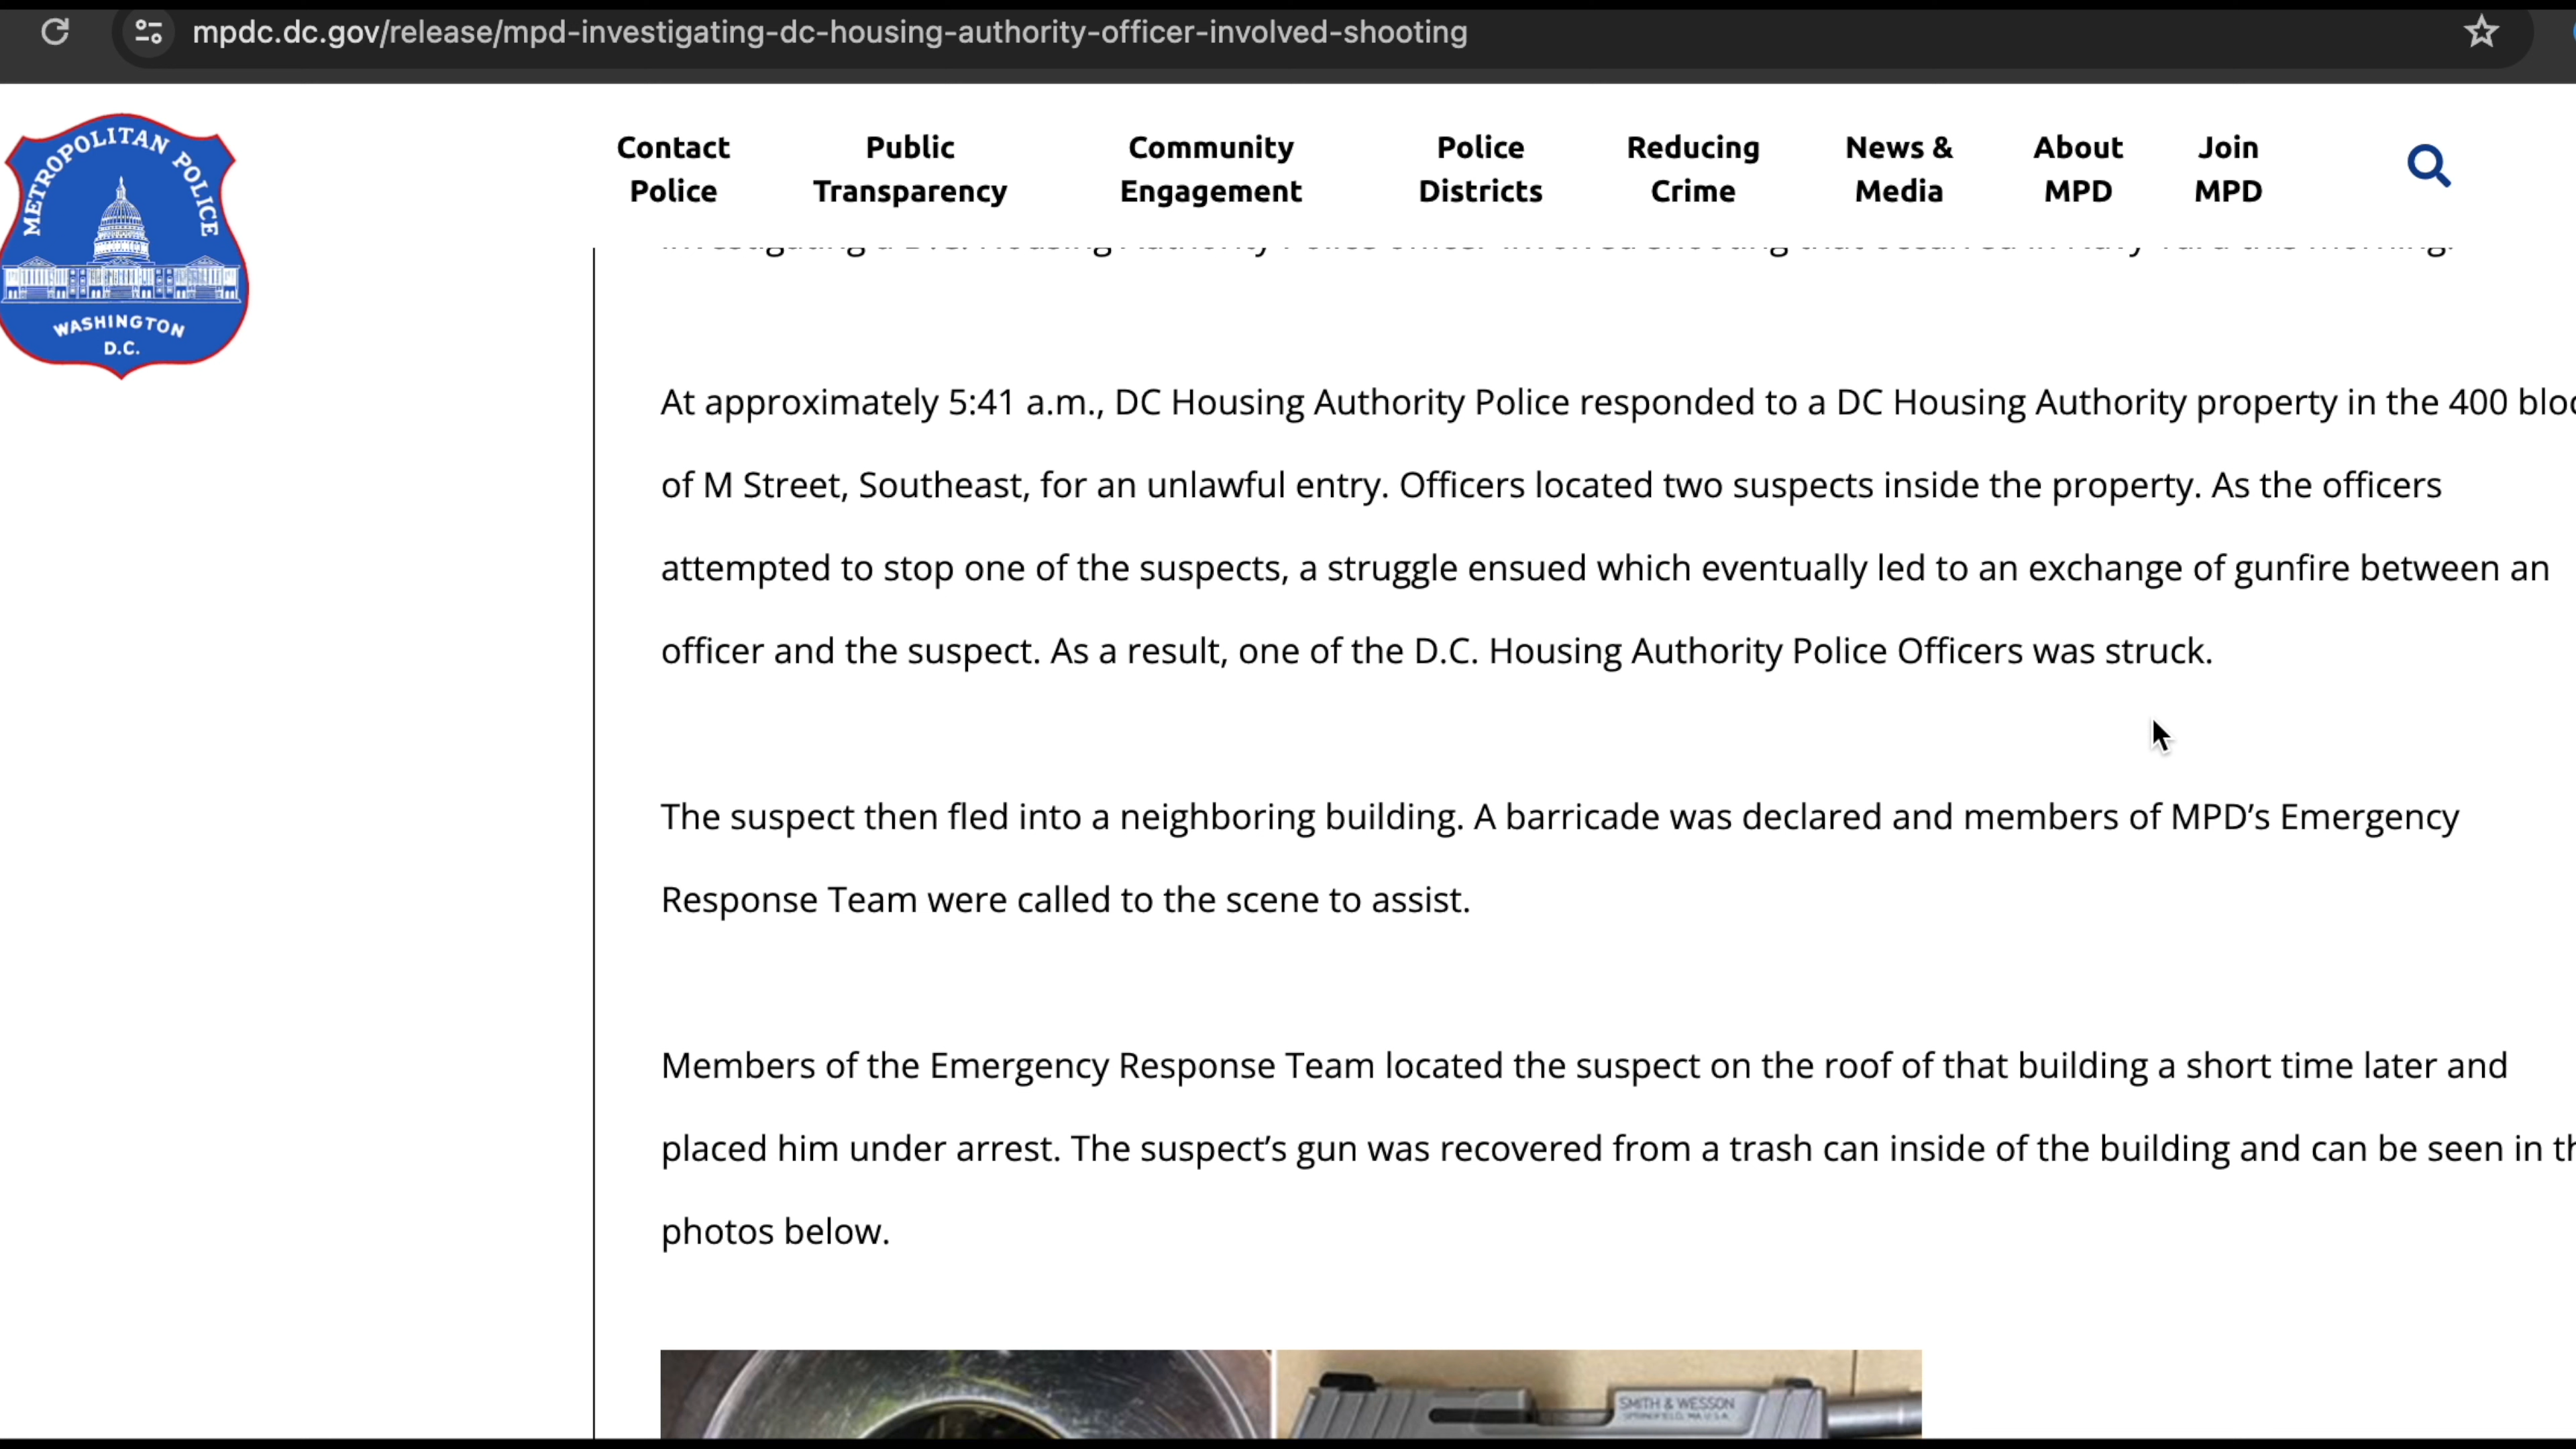 mpdc.dc.gov/release/mpd-investigating-dc-housing-authority-officer-involved-shooting
METROPOLITAN POLICE
WASHINGTON
D.C.
Contact Police
Public Transparency
Community Engagement
Police Districts
Reducing Crime
News & Media
About MPD
Join MPD
At approximately 5:41 a.m., DC Housing Authority Police responded to a DC Housing Authority property in the 400
of M Street, Southeast, for an unlawful entry. Officers located two suspects inside the property. As the officers
attempted to stop one of the suspects, a struggle ensued which eventually led to an exchange of gunfire between an
officer and the suspect. As a result, one of the D.C. Housing Authority Police Officers was struck.
The suspect then fled into a neighboring building. A barricade was declared and members of MPD’s Emergency
Response Team were called to the scene to assist.
Members of the Emergency Response Team located the suspect on the roof of that building a short time later and
placed him under arrest. The suspect’s gun was recovered from a trash can inside of the building and can be seen in
photos below.
SMITH & WESSON